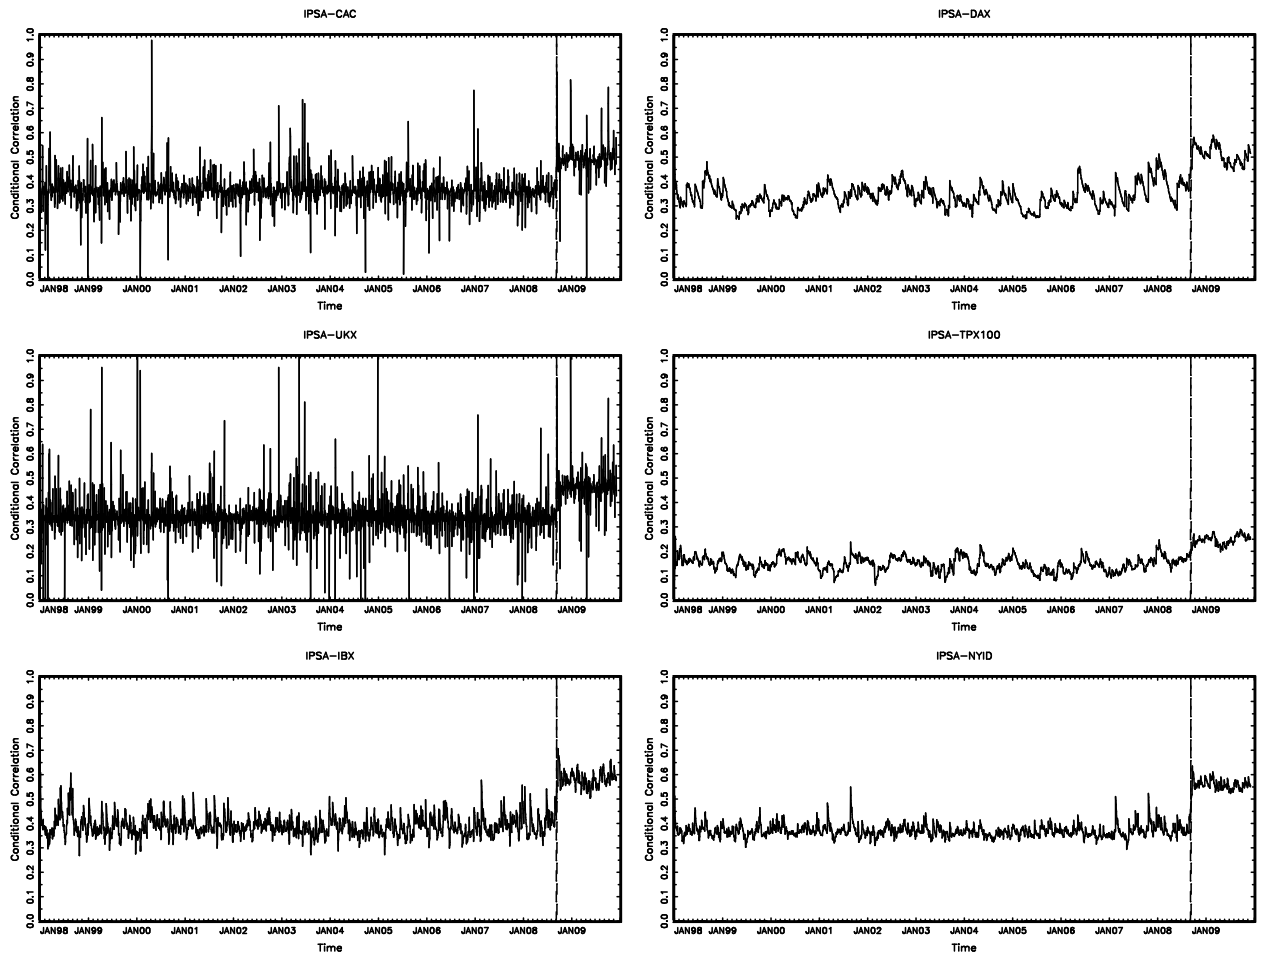 IPSA-CAC
Conditional Correlation
0.0 0.1 0.2 0.3 0.4 0.5 0.6 0.7 0.8 0.9 1.0
JAN98 JAN99 JAN00 JAN01 JAN02 JAN03 JAN04 JAN05 JAN06 JAN07 JAN08 JAN09
Time
IPSA-DAX
Conditional Correlation
0.0 0.1 0.2 0.3 0.4 0.5 0.6 0.7 0.8 0.9 1.0
JAN98 JAN99 JAN00 JAN01 JAN02 JAN03 JAN04 JAN05 JAN06 JAN07 JAN08 JAN09
Time
IPSA-UKX
Conditional Correlation
0.0 0.1 0.2 0.3 0.4 0.5 0.6 0.7 0.8 0.9 1.0
JAN98 JAN99 JAN00 JAN01 JAN02 JAN03 JAN04 JAN05 JAN06 JAN07 JAN08 JAN09
Time
IPSA-TPX100
Conditional Correlation
0.0 0.1 0.2 0.3 0.4 0.5 0.6 0.7 0.8 0.9 1.0
JAN98 JAN99 JAN00 JAN01 JAN02 JAN03 JAN04 JAN05 JAN06 JAN07 JAN08 JAN09
Time
IPSA-IBX
Conditional Correlation
0.0 0.1 0.2 0.3 0.4 0.5 0.6 0.7 0.8 0.9 1.0
JAN98 JAN99 JAN00 JAN01 JAN02 JAN03 JAN04 JAN05 JAN06 JAN07 JAN08 JAN09
Time
IPSA-NYID
Conditional Correlation
0.0 0.1 0.2 0.3 0.4 0.5 0.6 0.7 0.8 0.9 1.0
JAN98 JAN99 JAN00 JAN01 JAN02 JAN03 JAN04 JAN05 JAN06 JAN07 JAN08 JAN09
Time